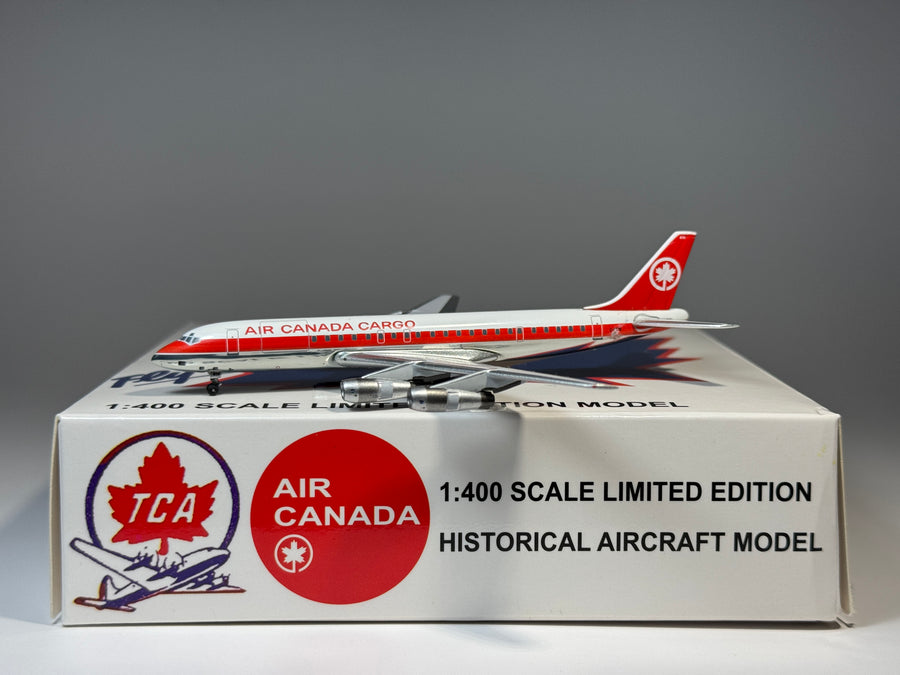 AIR CANADA CARGO
1:400 SCALE LIMITED EDITION MODEL
TCA
AIR
CANADA
1:400 SCALE LIMITED EDITION
HISTORICAL AIRCRAFT MODEL